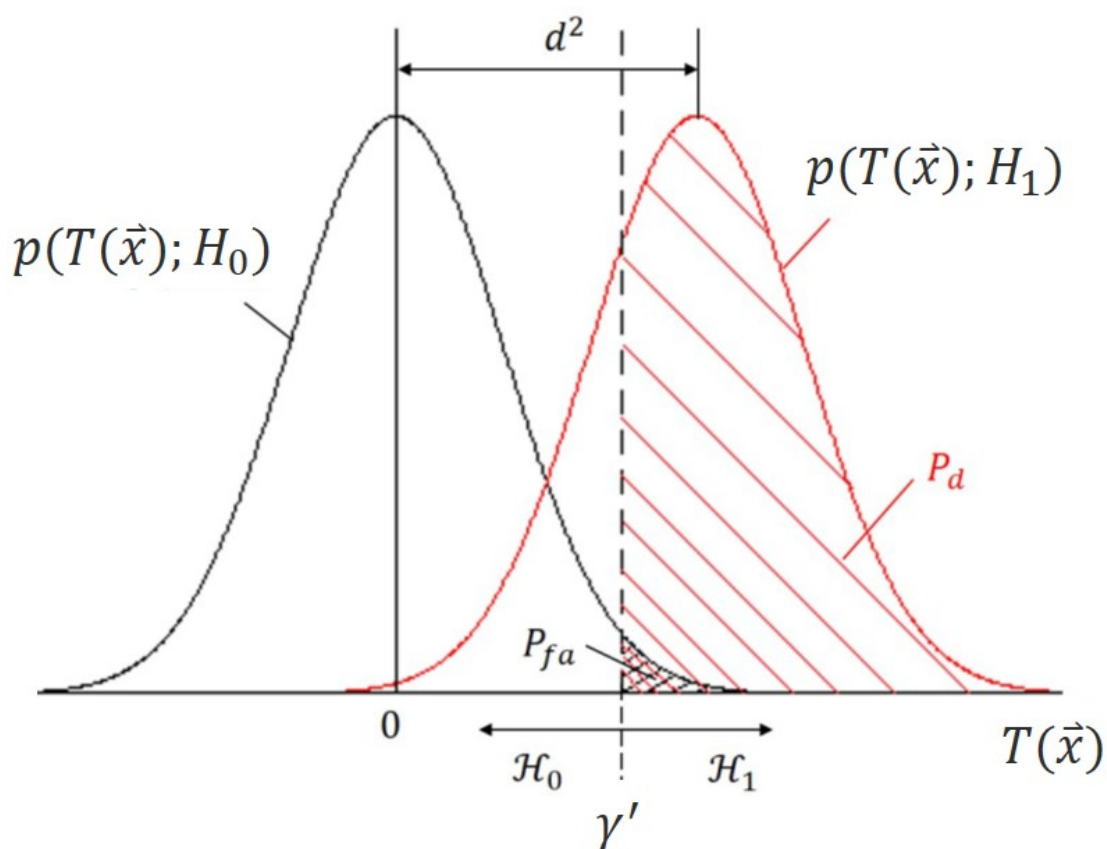 d²
p(T(x⃗); H₁)
p(T(x⃗); H₀)
P_d
P_fa
0
ℋ₀
ℋ₁
T(x⃗)
γ′